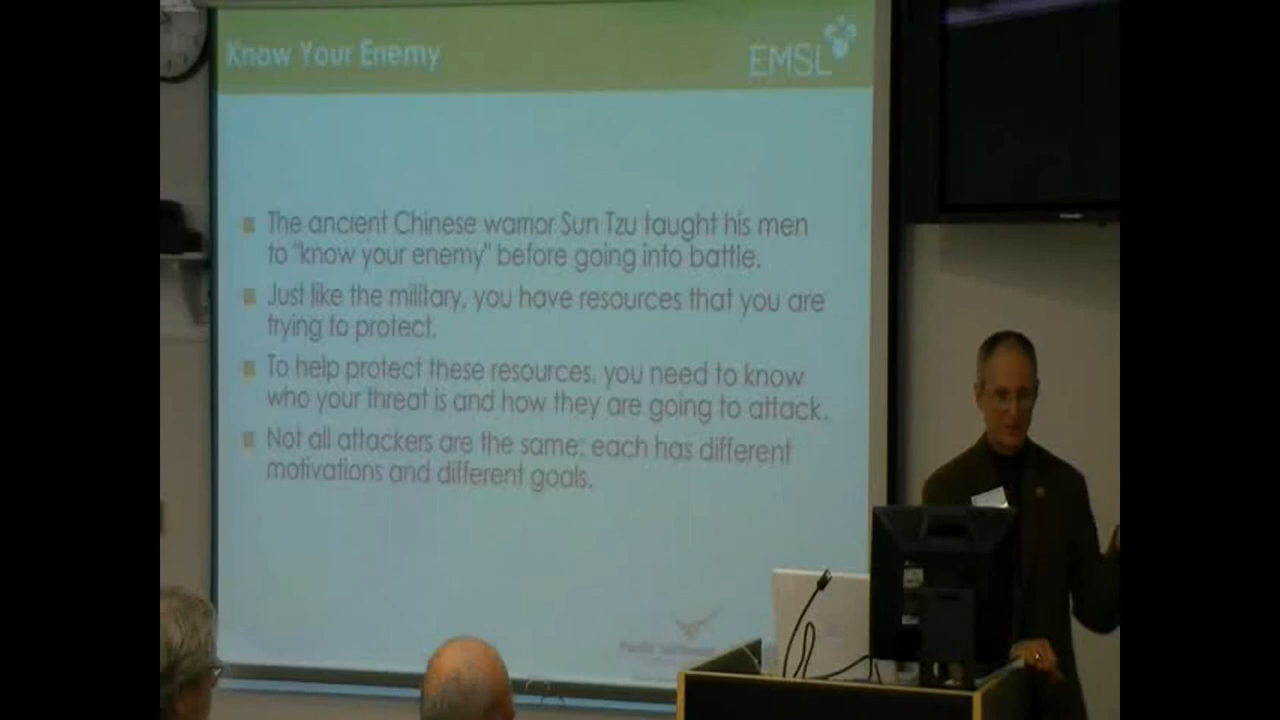 Know Your Enemy
EMSL
The ancient Chinese warrior Sun Tzu taught his men
to "know your enemy" before going into battle.
Just like the military, you have resources that you are
trying to protect.
To help protect these resources, you need to know
who your threat is and how they are going to attack.
Not all attackers are the same; each has different
motivations and different goals.
Pacific Northwest